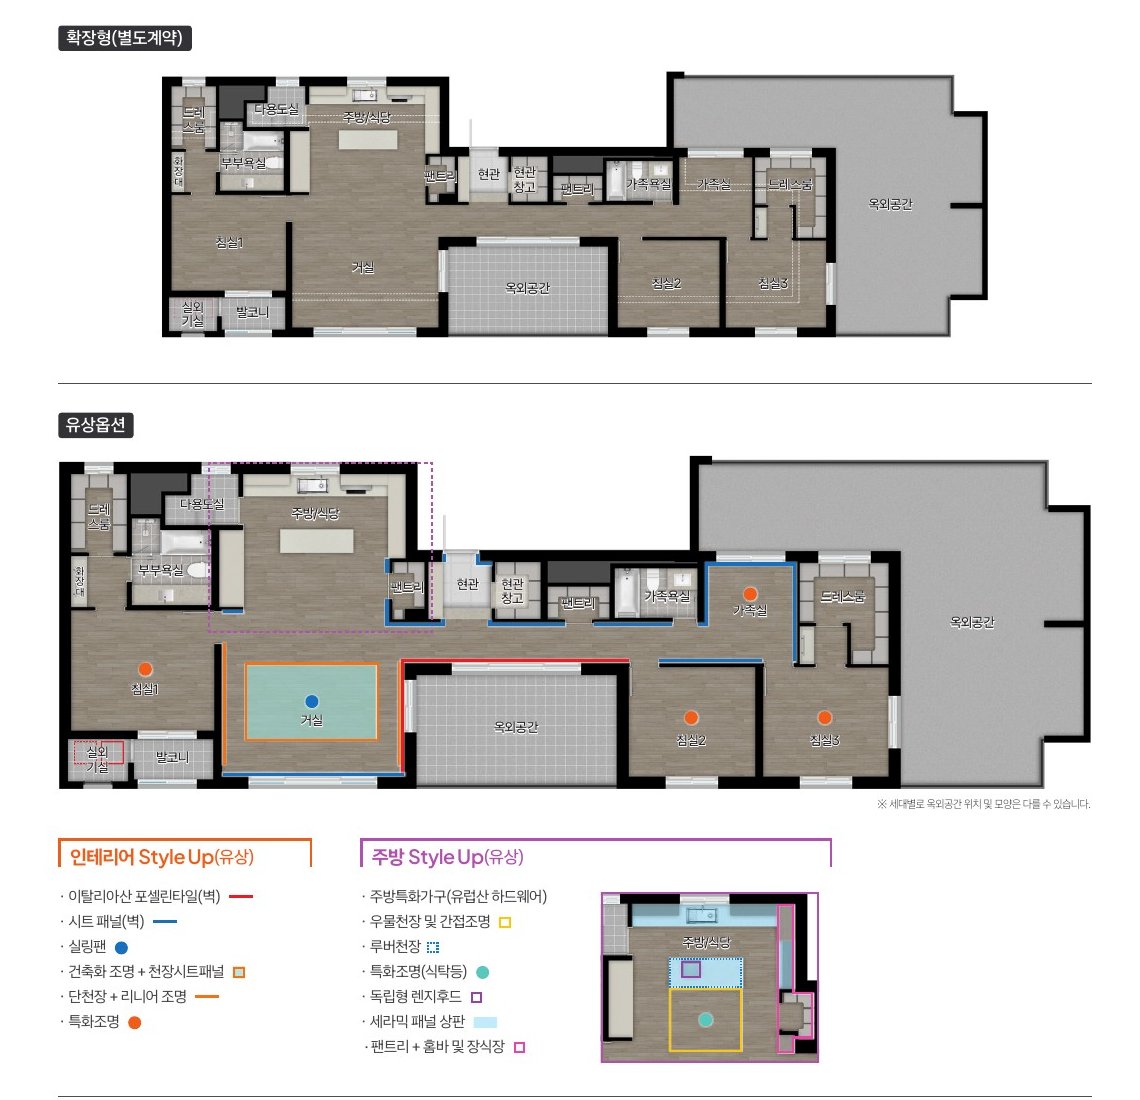 확장형(별도계약)
드레
스룸
다용도실
주방/식당
화
장
대
부부욕실
팬트리
현관
현관
창고
팬트리
가족욕실
가족실
드레스룸
옥외공간
침실1
거실
옥외공간
침실2
침실3
실외
기실
발코니
유상옵션
드레
스룸
다용도실
주방/식당
화
장
대
부부욕실
팬트리
현관
현관
창고
팬트리
가족욕실
가족실
드레스룸
옥외공간
침실1
거실
옥외공간
침실2
침실3
실외
기실
발코니
※ 세대별로 옥외공간 위치 및 모양은 다를 수 있습니다.
인테리어 Style Up(유상)
· 이탈리아산 포셀린타일(벽)
· 시트 패널(벽)
· 실링팬
· 건축화 조명 + 천장시트패널
· 단천장 + 리니어 조명
· 특화조명
주방 Style Up(유상)
· 주방특화가구(유럽산 하드웨어)
· 우물천장 및 간접조명
· 루버천장
· 특화조명(식탁등)
· 독립형 렌지후드
· 세라믹 패널 상판
· 팬트리 + 홈바 및 장식장
주방/식당